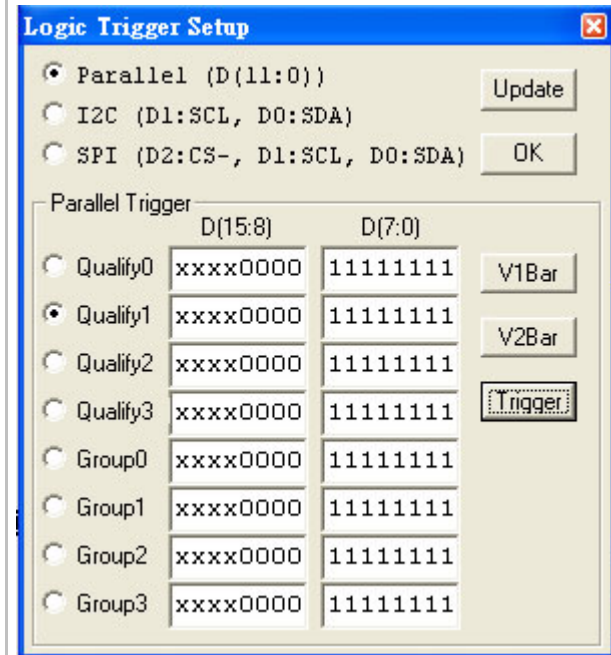 Logic Trigger Setup
Parallel (D(11:0))
Update
I2C (D1:SCL, D0:SDA)
SPI (D2:CS-, D1:SCL, D0:SDA)
OK
Parallel Trigger
D(15:8) D(7:0)
Qualify0 xxxx0000 11111111
V1Bar
Qualify1 xxxx0000 11111111
V2Bar
Qualify2 xxxx0000 11111111
Trigger
Qualify3 xxxx0000 11111111
Group0 xxxx0000 11111111
Group1 xxxx0000 11111111
Group2 xxxx0000 11111111
Group3 xxxx0000 11111111